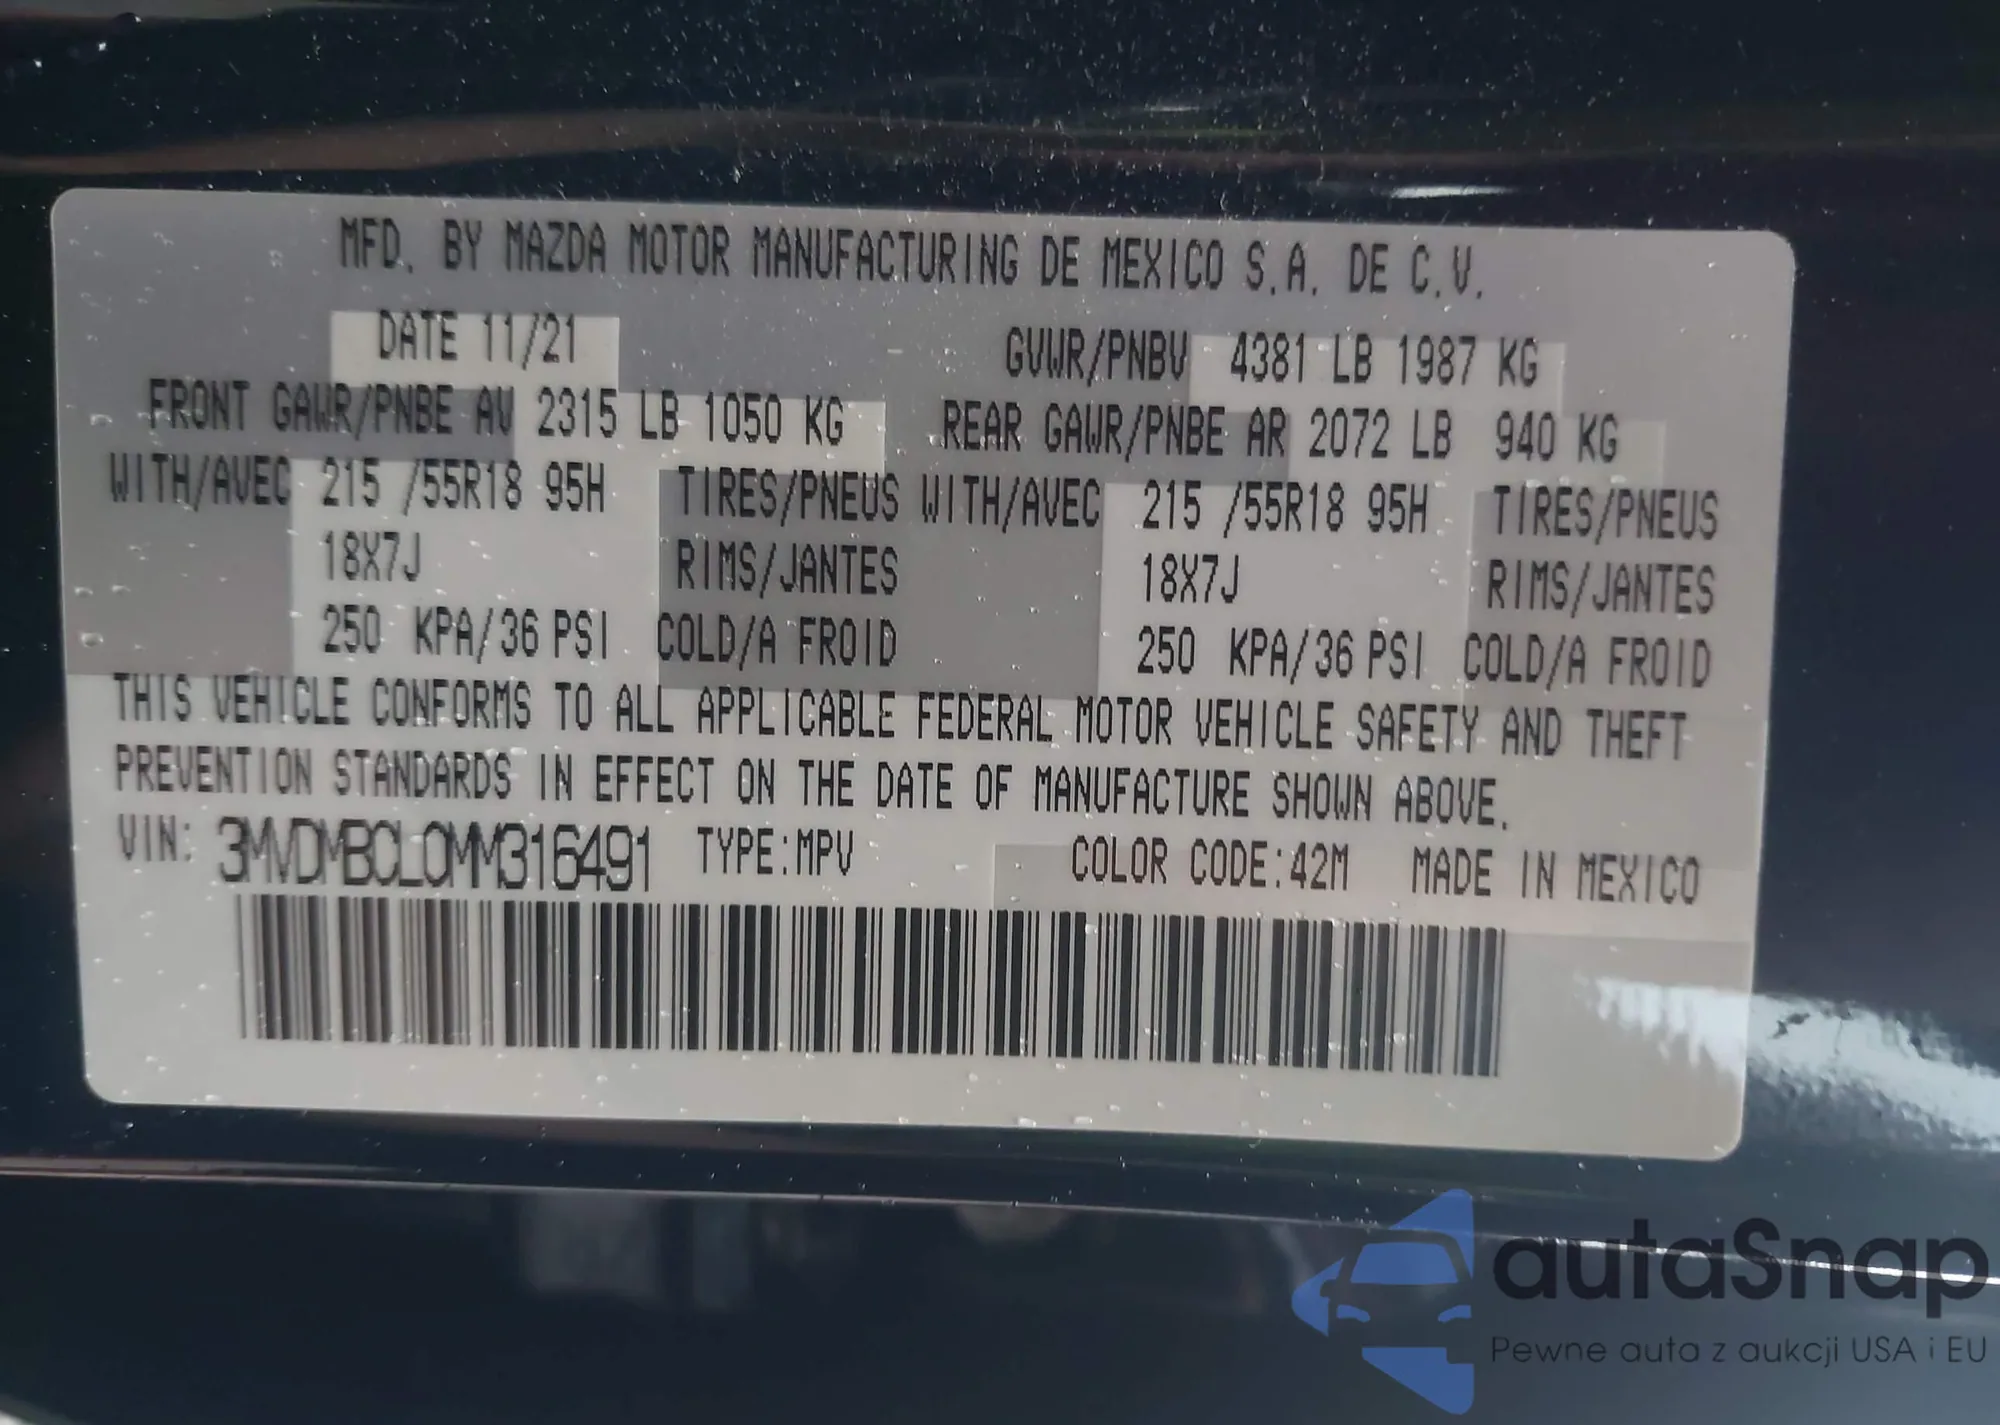 MFD. BY MAZDA MOTOR MANUFACTURING DE MEXICO S.A. DE C.V.
DATE 11/21 GVWR/PNBV 4381 LB 1987 KG
FRONT GAWR/PNBE AV 2315 LB 1050 KG REAR GAWR/PNBE AR 2072 LB 940 KG
WITH/AVEC 215 /55R18 95H TIRES/PNEUS WITH/AVEC 215 /55R18 95H TIRES/PNEUS
18X7J RIMS/JANTES 18X7J RIMS/JANTES
250 KPA/36 PSI COLD/A FROID 250 KPA/36 PSI COLD/A FROID
THIS VEHICLE CONFORMS TO ALL APPLICABLE FEDERAL MOTOR VEHICLE SAFETY AND THEFT
PREVENTION STANDARDS IN EFFECT ON THE DATE OF MANUFACTURE SHOWN ABOVE.
VIN: 3MVDMBCL0MM316491 TYPE:MPV COLOR CODE:42M MADE IN MEXICO
autaSnap
Pewne auta z aukcji USA i EU